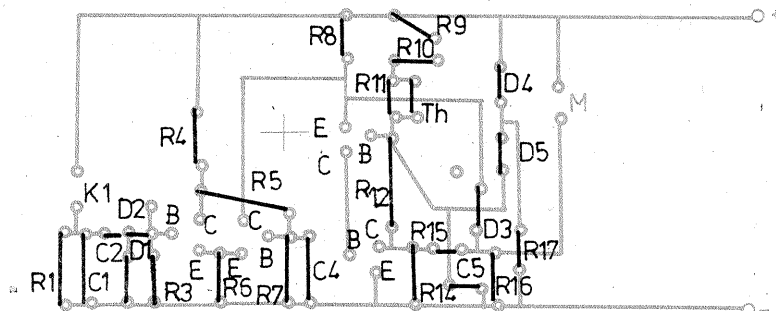 R8 R9 +
R10
R11 D4
Th M
R4 E
C B D5
R5
K1 D2 R12
B C C
C2 D1 B C R15 D3 R17
E E B E C5
R1 C1 R3 R6 R7 C4 R14 R16
-